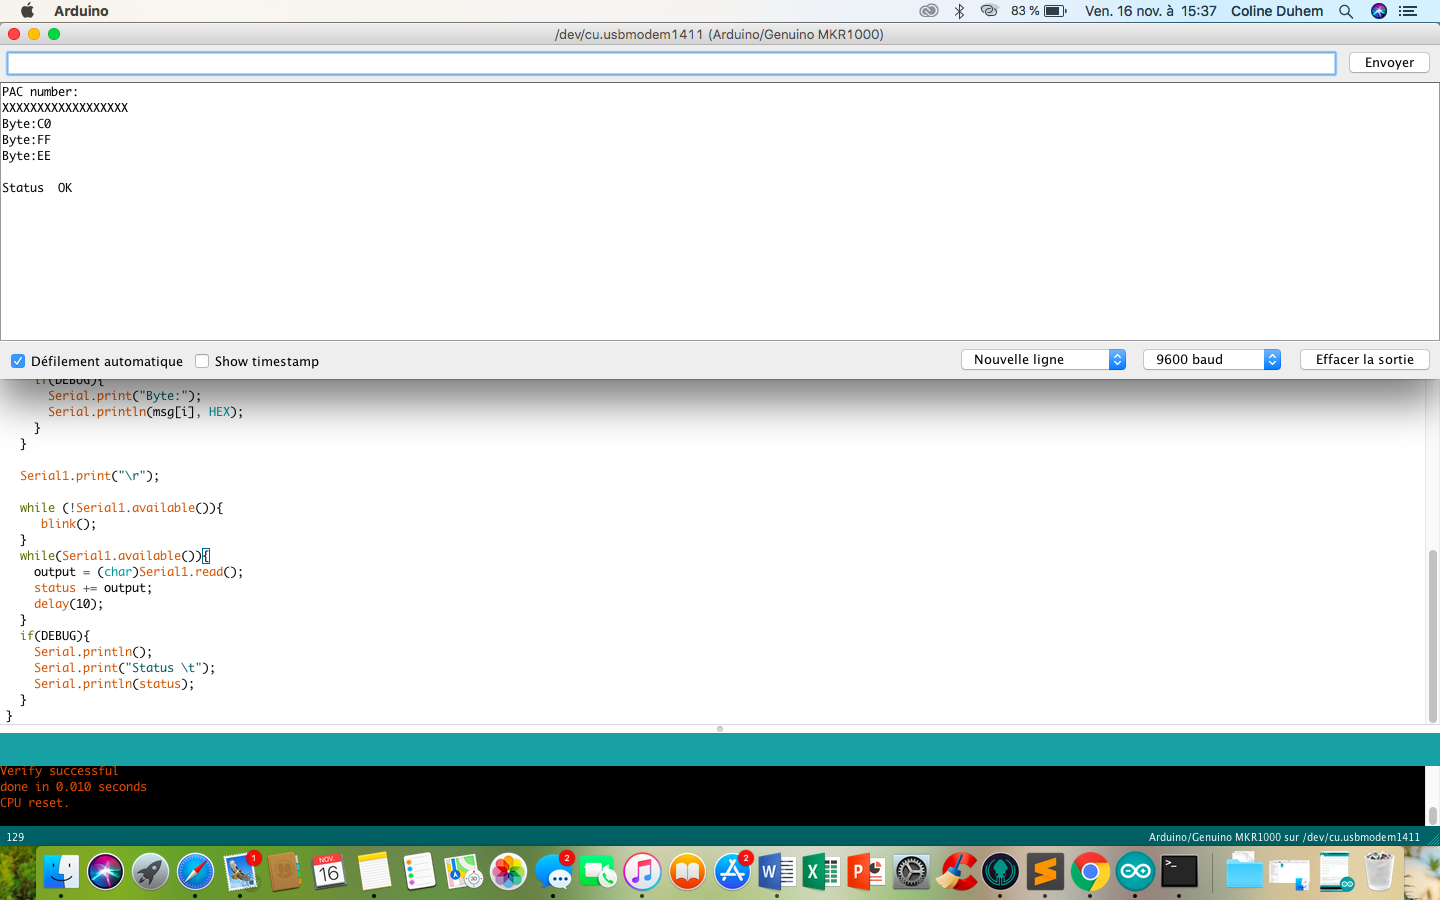 Arduino
83 %
Ven. 16 nov. à 15:37
Coline Duhem
/dev/cu.usbmodem1411 (Arduino/Genuino MKR1000)
Envoyer
PAC number:
XXXXXXXXXXXXXXXXXX
Byte:C0
Byte:FF
Byte:EE
Status  OK
Défilement automatique
Show timestamp
Nouvelle ligne
9600 baud
Effacer la sortie
if(DEBUG){
Serial.print("Byte:");
Serial.println(msg[i], HEX);
}
}
Serial1.print("\r");
while (!Serial1.available()){
blink();
}
while(Serial1.available()){
output = (char)Serial1.read();
status += output;
delay(10);
}
if(DEBUG){
Serial.println();
Serial.print("Status \t");
Serial.println(status);
}
}
Verify successful
done in 0.010 seconds
CPU reset.
129
Arduino/Genuino MKR1000 sur /dev/cu.usbmodem1411
1
NOV.
16
2
2
W
X
P
S
>_